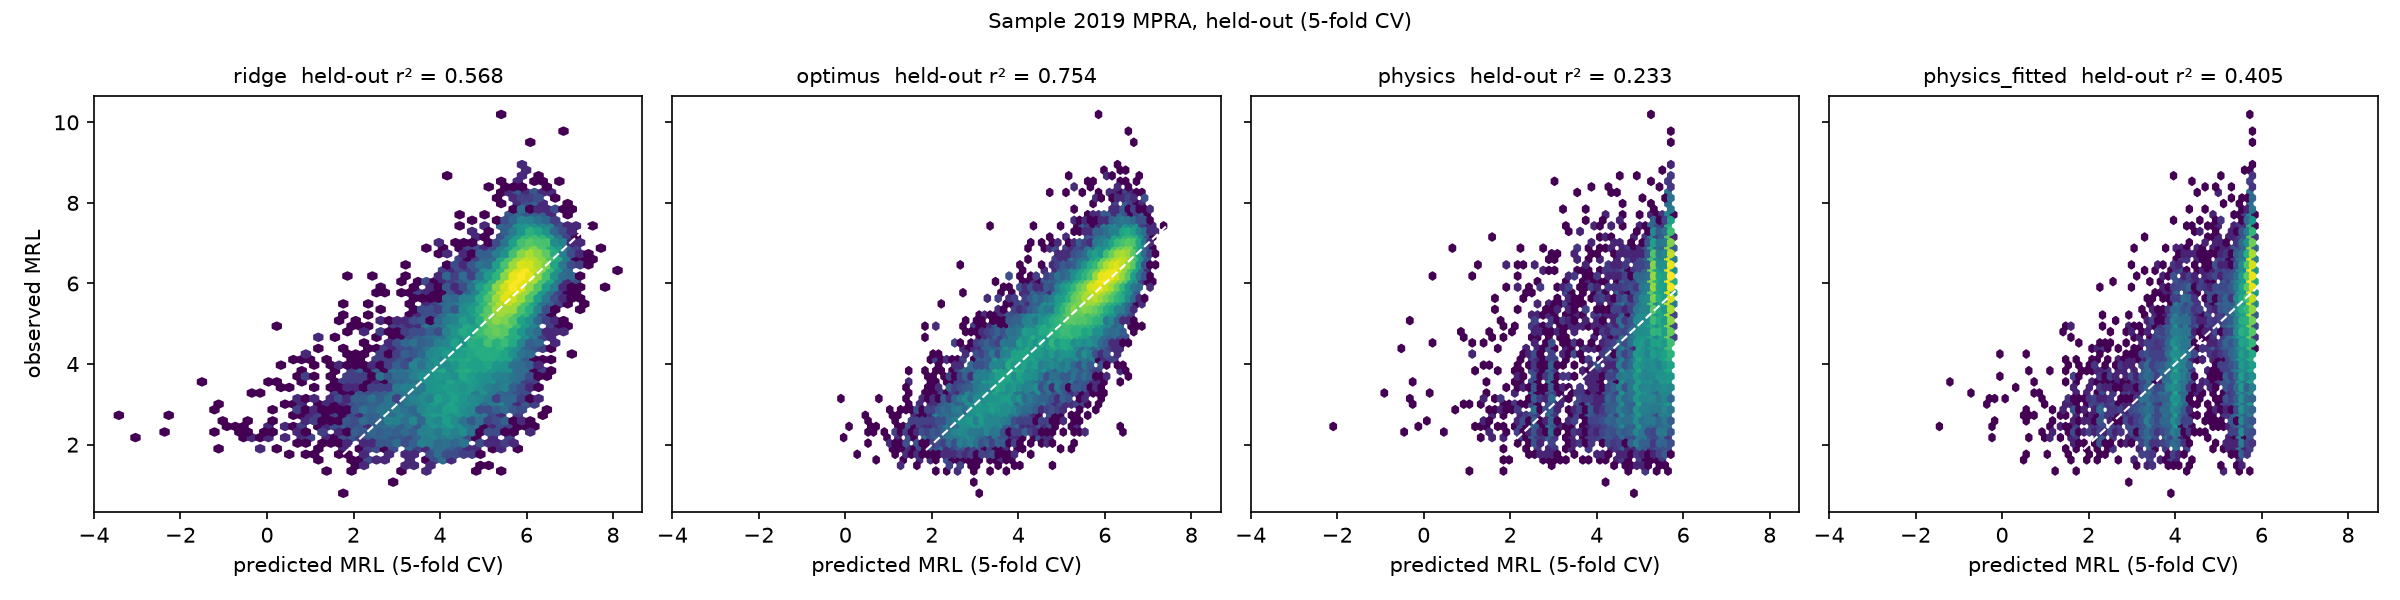 Sample 2019 MPRA, held-out (5-fold CV)
ridge  held-out r² = 0.568
optimus  held-out r² = 0.754
physics  held-out r² = 0.233
physics_fitted  held-out r² = 0.405
observed MRL
10
8
6
4
2
−4 −2 0 2 4 6 8
−4 −2 0 2 4 6 8
−4 −2 0 2 4 6 8
−4 −2 0 2 4 6 8
predicted MRL (5-fold CV)
predicted MRL (5-fold CV)
predicted MRL (5-fold CV)
predicted MRL (5-fold CV)